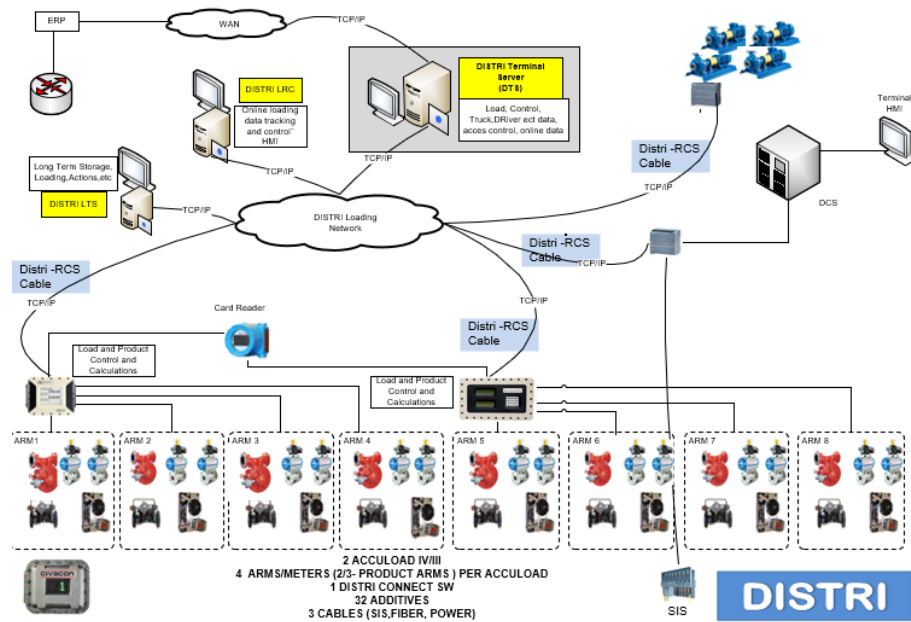 ERP
WAN
TCP/IP
TCP/IP
DISTRI Terminal
Server
(DTS)
Load, Control,
Truck,DRiver ect data,
acces control, online data
DISTRI LRC
Online loading
data tracking
and control
HMI
TCP/IP
TCP/IP
Long Term Storage,
Loading,Actions,etc
DISTRI LTS
TCP/IP
DISTRI Loading
Network
Distri -RCS
Cable
TCP/IP
Terminal
HMI
DCS
Distri -RCS
Cable
TCP/IP
Distri -RCS
Cable
TCP/IP
TCP/IP
Distri -RCS
Cable
Card Reader
Load and Product
Control and
Calculations
Load and Product
Control and
Calculations
ARM1
ARM 2
ARM 3
ARM 4
ARM 5
ARM 6
ARM 7
ARM 8
2 ACCULOAD IV/III
4 ARMS/METERS (2/3- PRODUCT ARMS ) PER ACCULOAD
1 DISTRI CONNECT SW
32 ADDITIVES
3 CABLES (SIS,FIBER, POWER)
CIVACON
1
SIS
DISTRI